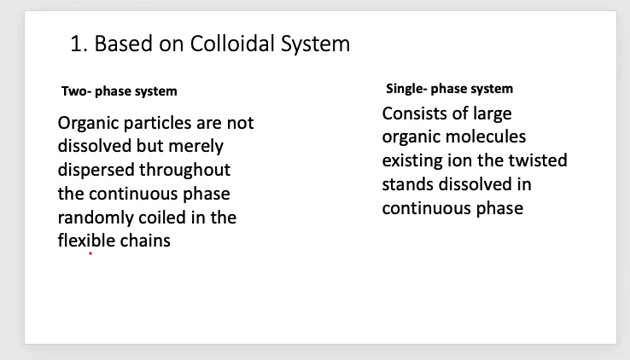 1. Based on Colloidal System
Two- phase system
Organic particles are not
dissolved but merely
dispersed throughout
the continuous phase
randomly coiled in the
flexible chains
Single- phase system
Consists of large
organic molecules
existing ion the twisted
stands dissolved in
continuous phase